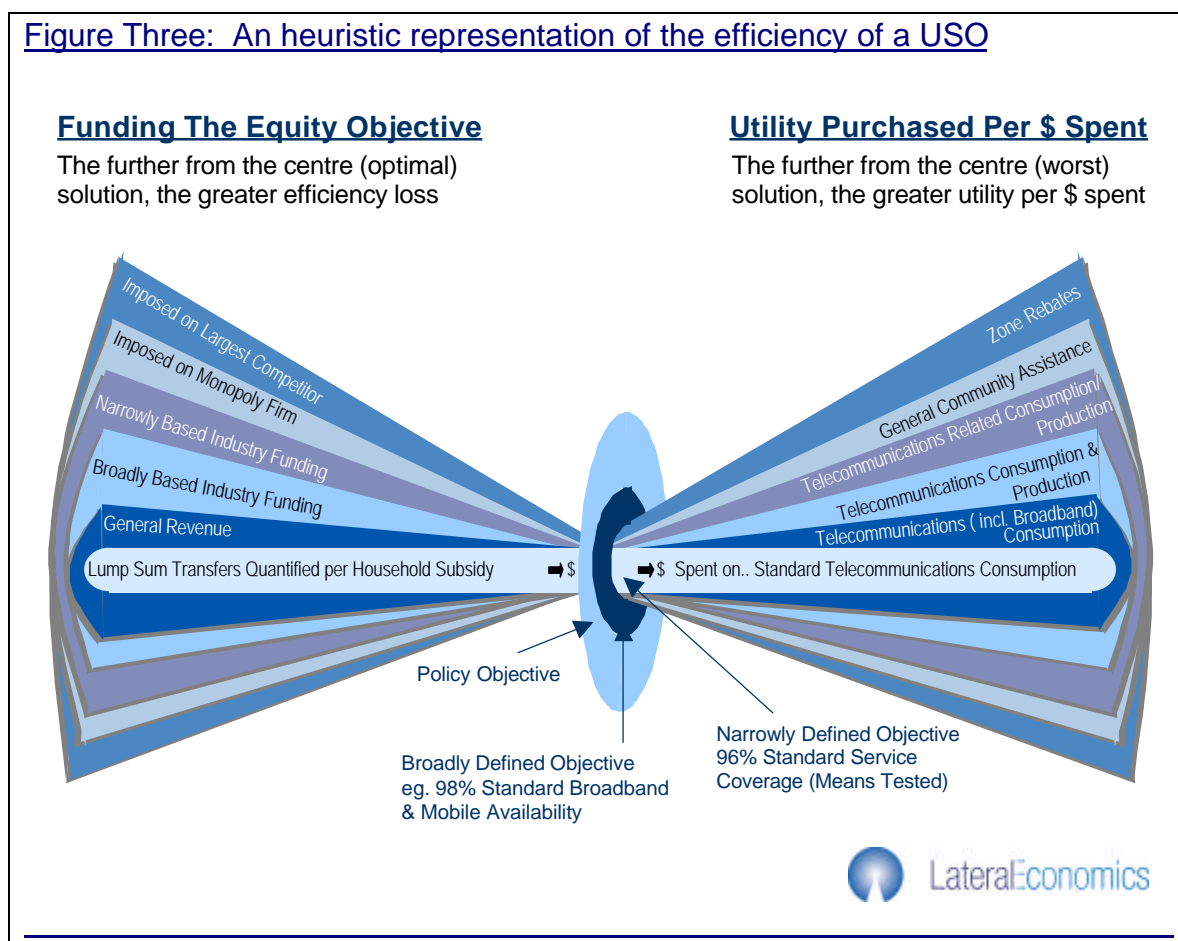 Figure Three: An heuristic representation of the efficiency of a USO
Funding The Equity Objective
The further from the centre (optimal)
solution, the greater efficiency loss
Utility Purchased Per $ Spent
The further from the centre (worst)
solution, the greater utility per $ spent
Imposed on Largest Competitor
Imposed on Monopoly Firm
Narrowly Based Industry Funding
Broadly Based Industry Funding
General Revenue
Lump Sum Transfers Quantified per Household Subsidy
$
Zone Rebates
General Community Assistance
Telecommunications Related Consumption/
Production
Telecommunications Consumption &
Production
Telecommunications ( incl. Broadband)
Consumption
$ Spent on.. Standard Telecommunications Consumption
Policy Objective
Broadly Defined Objective
eg. 98% Standard Broadband
& Mobile Availability
Narrowly Defined Objective
96% Standard Service
Coverage (Means Tested)
LateralEconomics